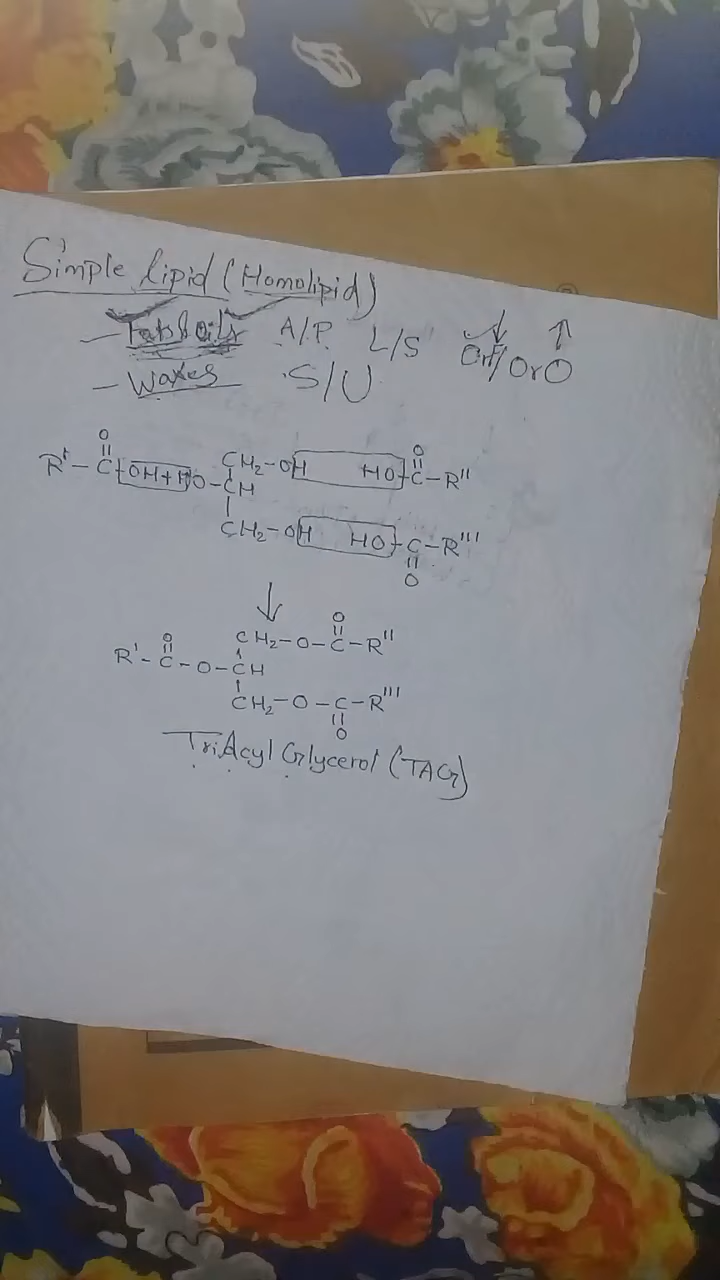 Simple Lipid (Homolipid)
- Fats & Oils A/P L/S
- Waxes S/U Or O
O O
R' - C - OH + HO - CH CH2 - OH HO - C - R"
CH2 - OH HO - C - R'''
O
↓
O
O CH2 - O - C - R"
R' - C - O - CH
CH2 - O - C - R'''
O
TriAcyl Glycerol (TAG)